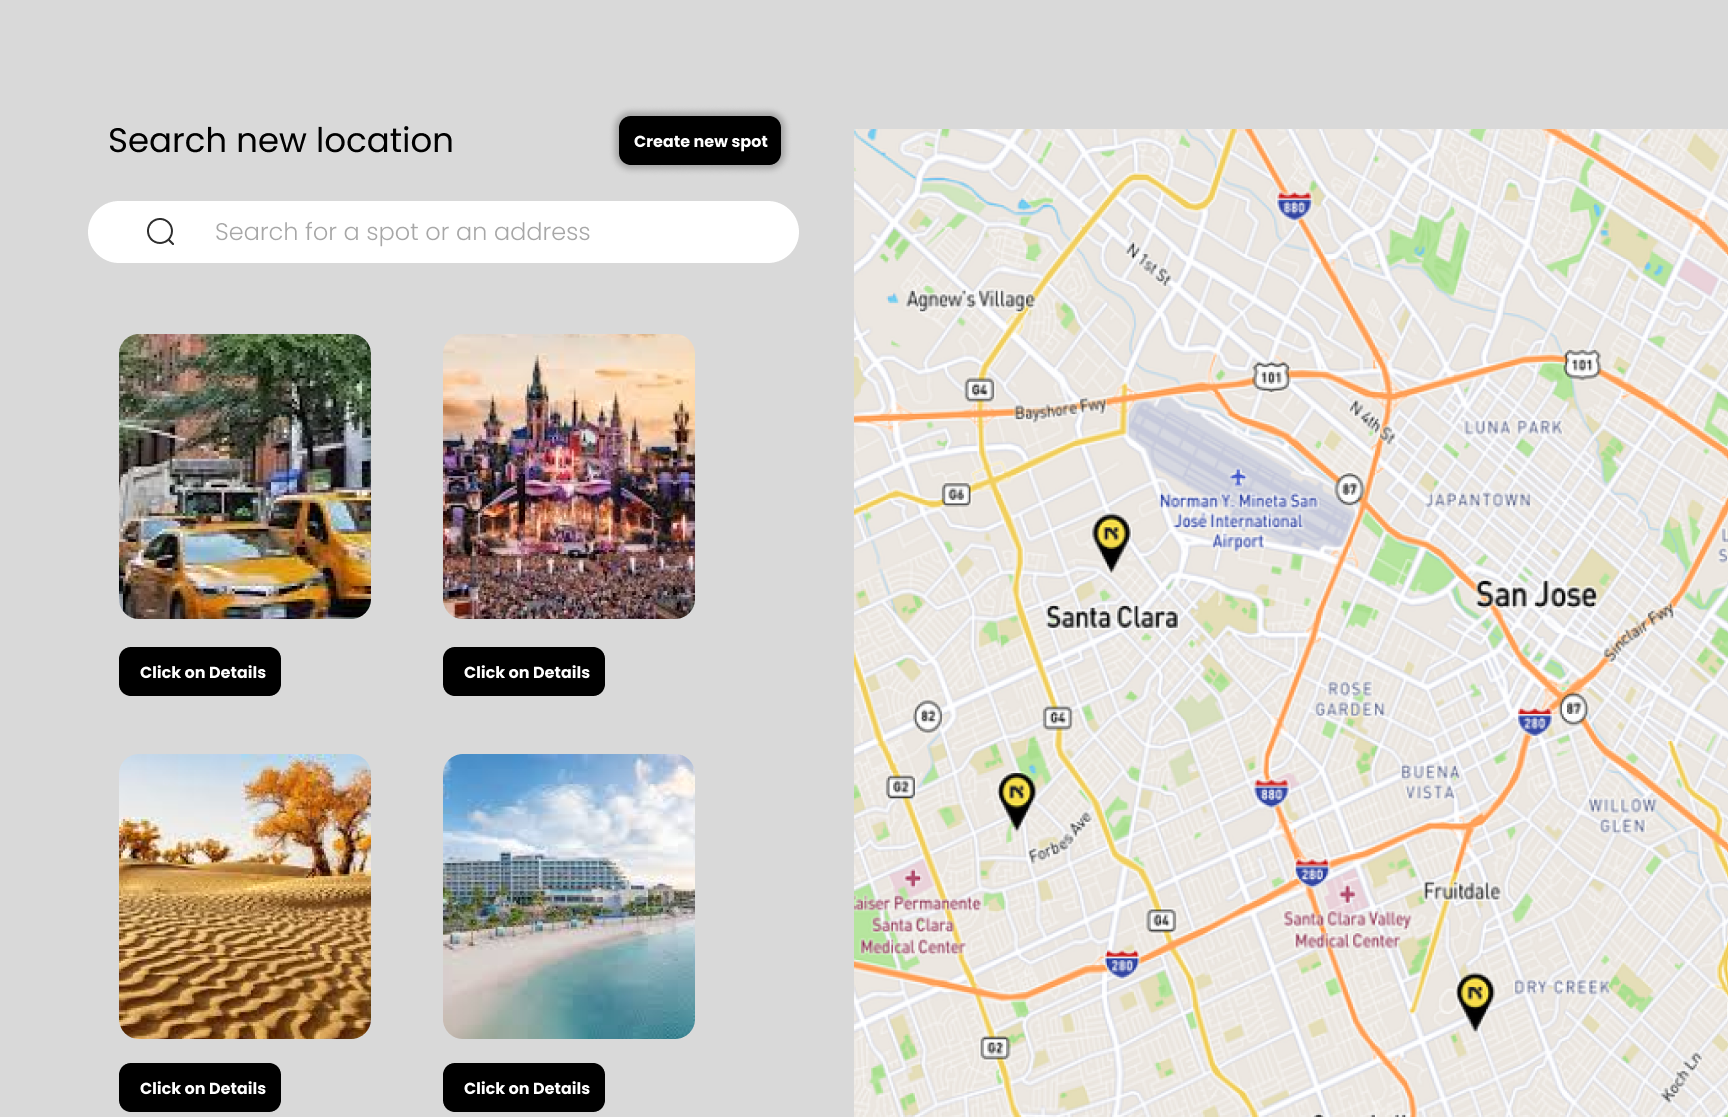 Search new location
Create new spot
Search for a spot or an address
Click on Details
Click on Details
Click on Details
Click on Details
880
N 1st St
Agnew's Village
101
101
G4
Bayshore Fwy
N 4th St
LUNA PARK
G6
87
JAPANTOWN
Norman Y. Mineta San
José International
Airport
San Jose
Santa Clara
Sinclair Fwy
ROSE
GARDEN
82
G4
280
87
G2
880
BUENA
VISTA
WILLOW
GLEN
Forbes Ave
280
Fruitdale
aiser Permanente
Santa Clara
Medical Center
G4
Santa Clara Valley
Medical Center
280
DRY CREEK
G2
Koch Ln